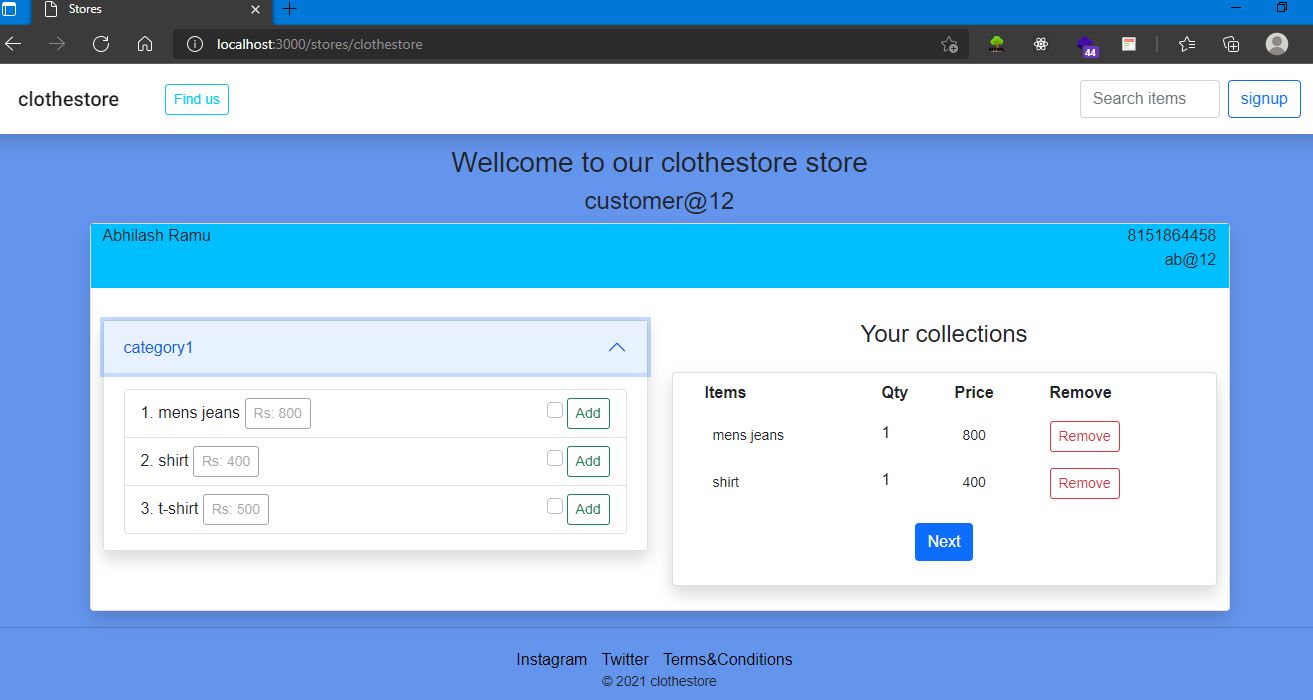 Stores
localhost:3000/stores/clothestore
44
clothestore Find us Search items signup
Wellcome to our clothestore store
customer@12
Abhilash Ramu 8151864458
ab@12
category1
1. mens jeans Rs: 800 Add
2. shirt Rs: 400 Add
3. t-shirt Rs: 500 Add
Your collections
Items Qty Price Remove
mens jeans 1 800 Remove
shirt 1 400 Remove
Next
Instagram Twitter Terms&Conditions
© 2021 clothestore